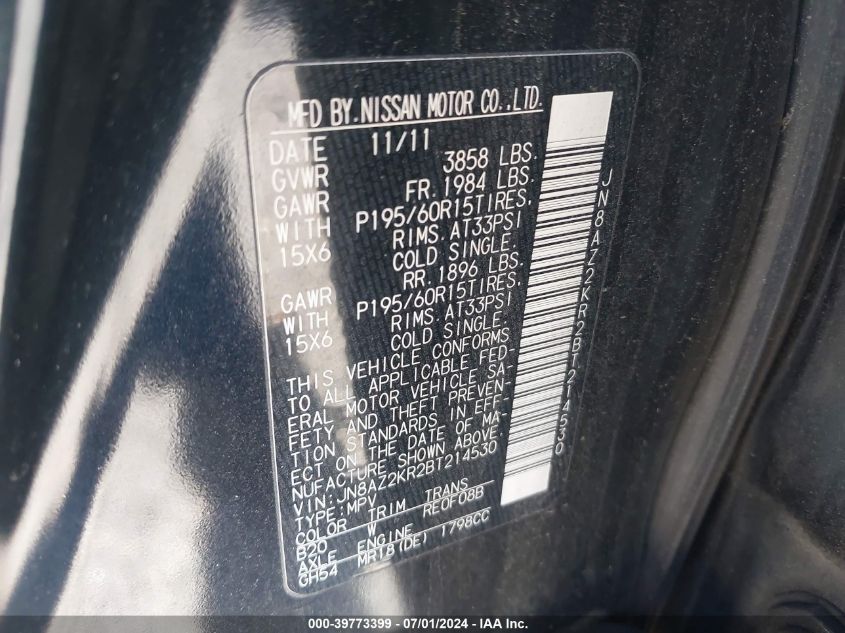 MFD BY.NISSAN MOTOR CO.,LTD.
DATE 11/11
GVWR 3858 LBS.
GAWR FR. 1984 LBS.
WITH P195/60R15TIRES.
15X6 RIMS. AT33PSI
COLD SINGLE.
GAWR RR. 1896 LBS.
WITH P195/60R15TIRES.
15X6 RIMS. AT33PSI
COLD SINGLE.
THIS VEHICLE CONFORMS
TO ALL APPLICABLE FED-
ERAL MOTOR VEHICLE SA-
FETY AND THEFT PREVEN-
TION STANDARDS IN EFF-
ECT ON THE DATE OF MA-
NUFACTURE SHOWN ABOVE.
VIN:JN8AZ2KR2BT214530
TYPE:MPV
COLOR TRIM TRANS
B20 W RE0F08B
AXLE ENGINE
GH54 MR18(DE) 1798CC
JN8AZ2KR2BT214530
000-39773399 / 07/01/2024 - IAAI.COM